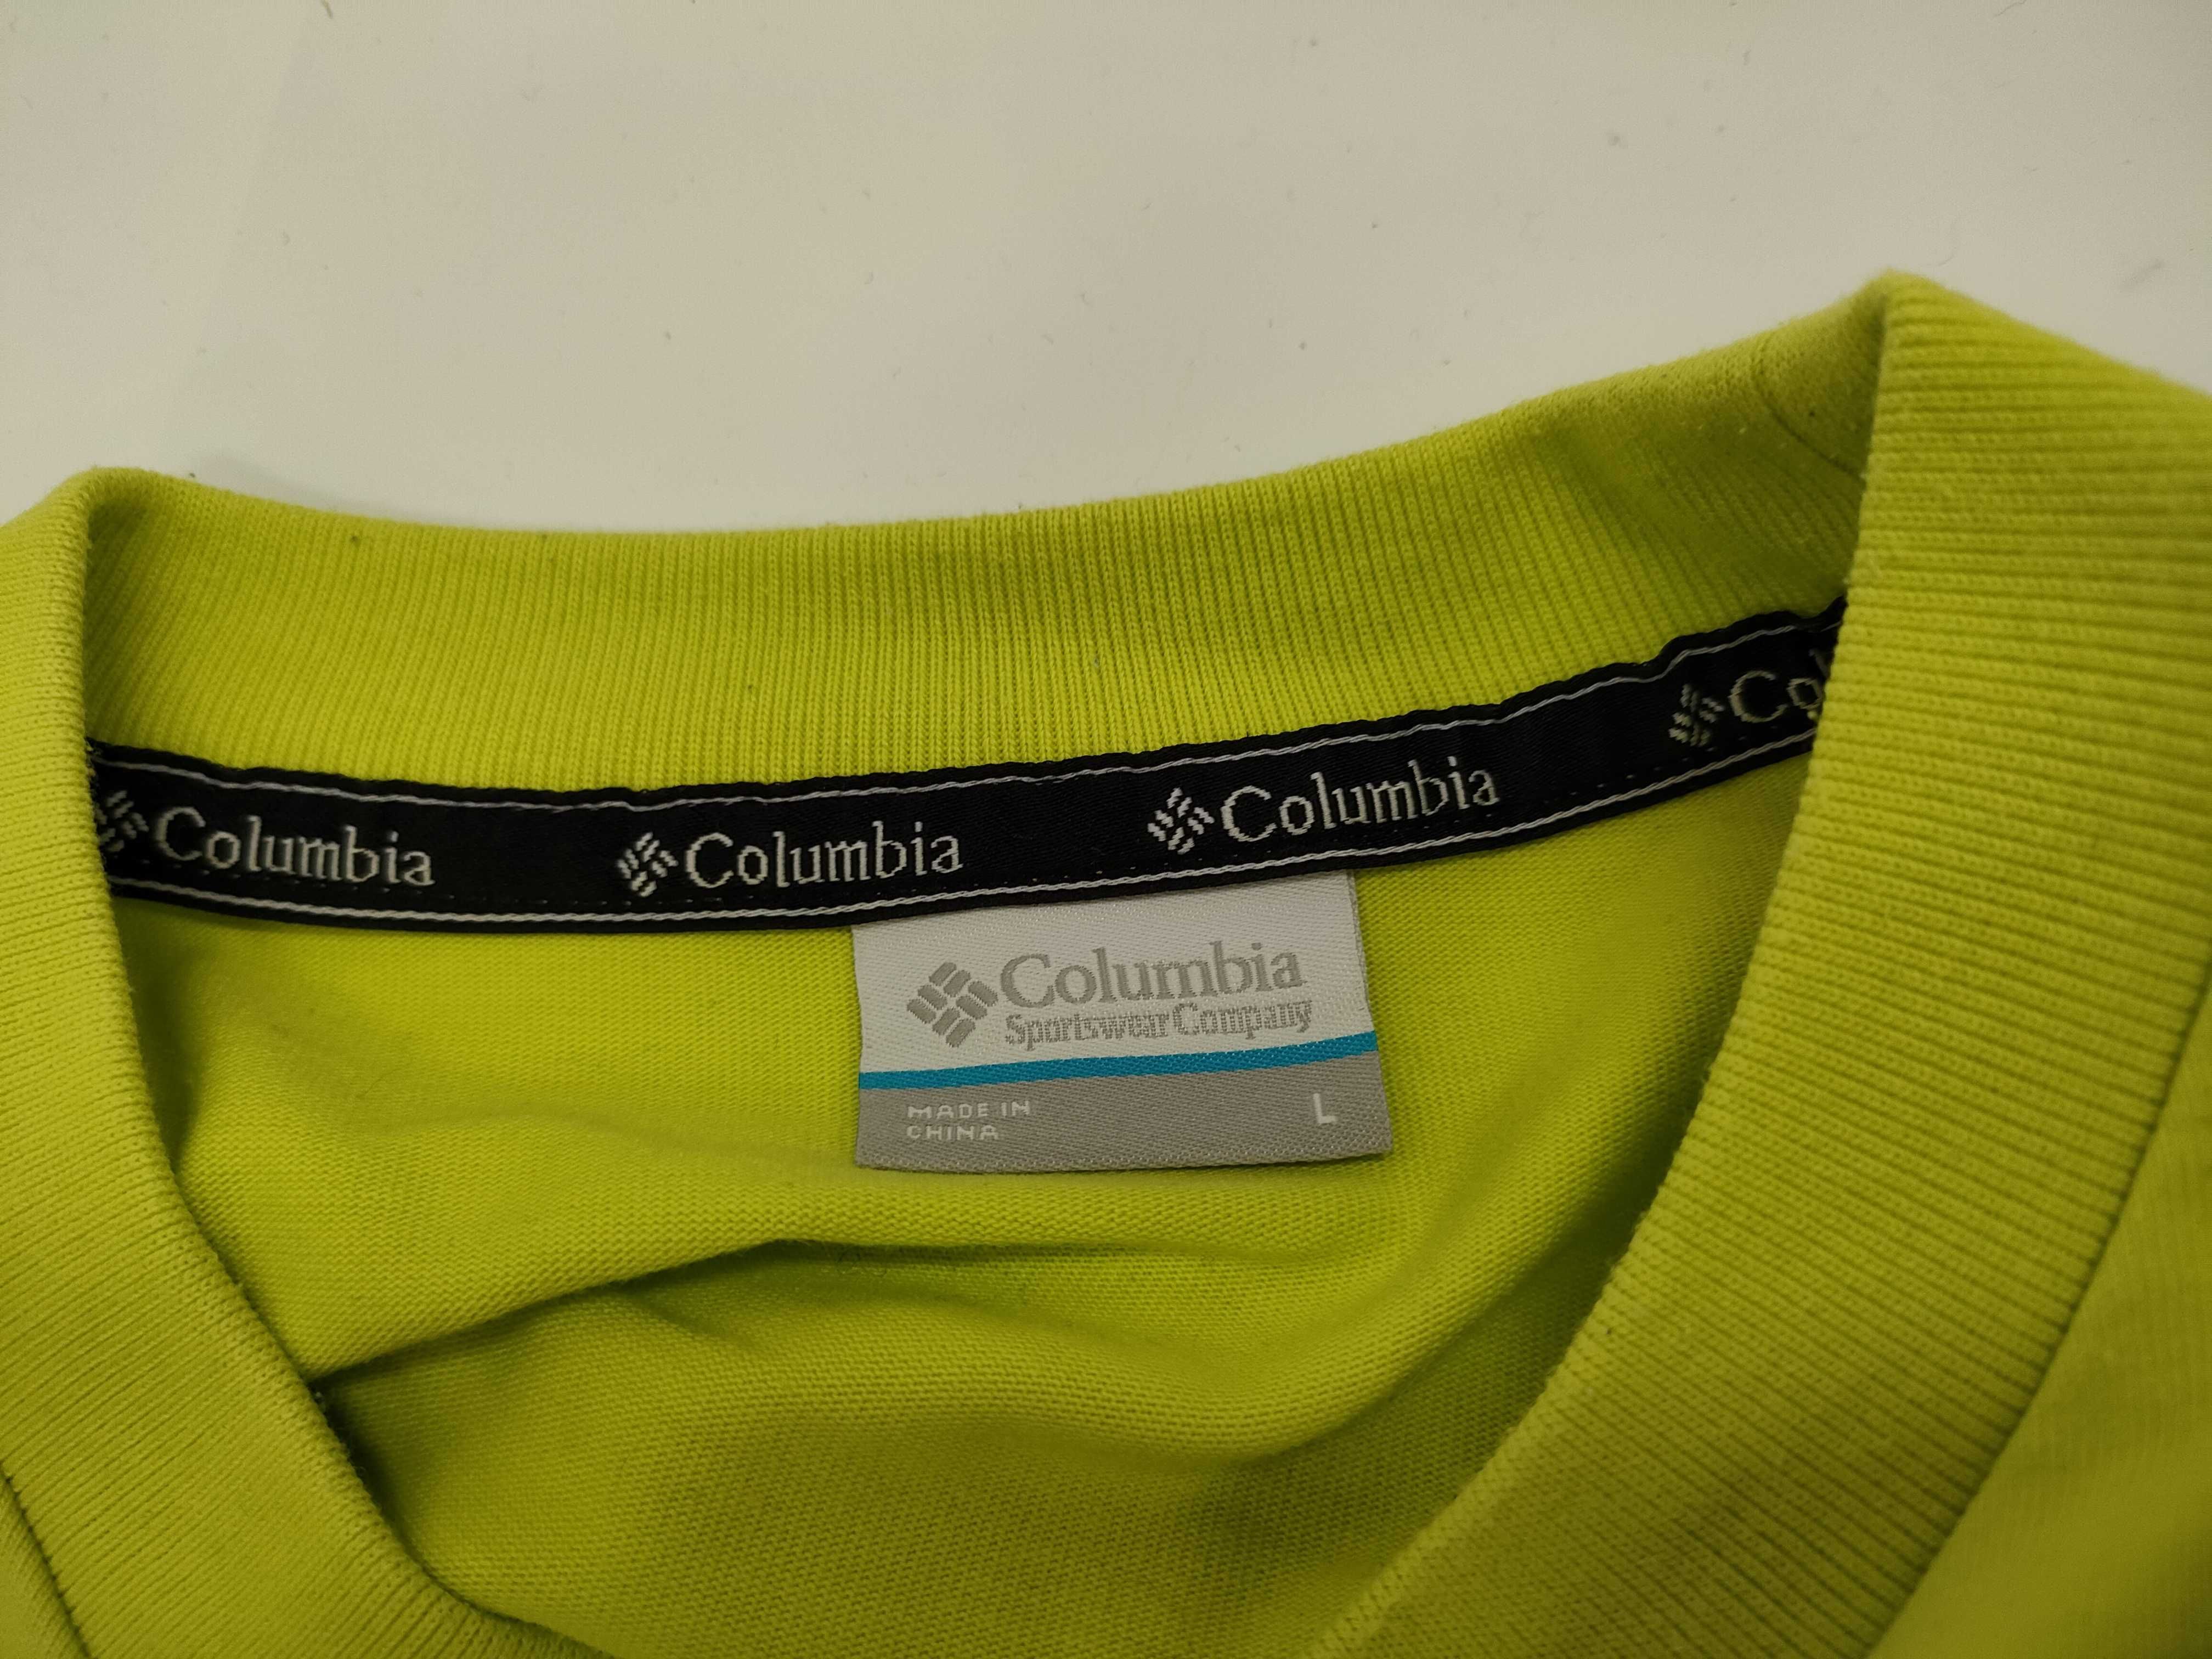 Columbia
Columbia
Columbia
Co
Columbia
Sportswear Company
MADE IN
CHINA
L